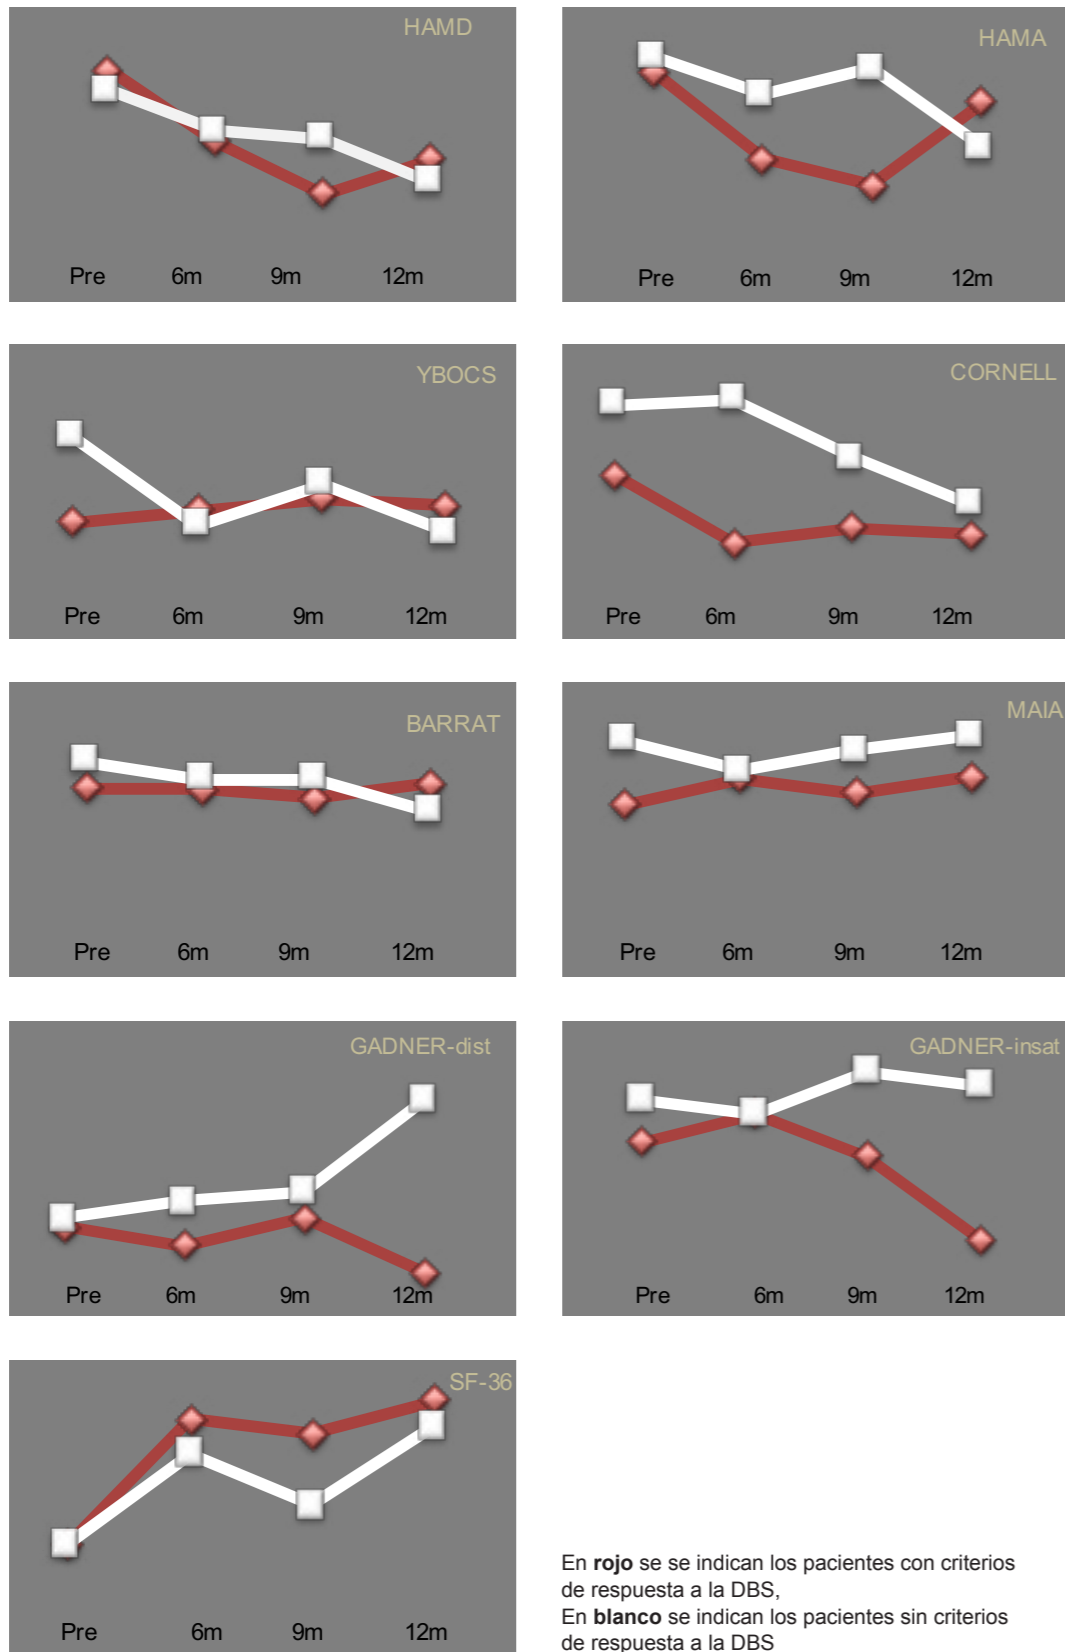 HAMD
Pre 6m 9m 12m
HAMA
Pre 6m 9m 12m
YBOCS
Pre 6m 9m 12m
CORNELL
Pre 6m 9m 12m
BARRAT
Pre 6m 9m 12m
MAIA
Pre 6m 9m 12m
GADNER-dist
Pre 6m 9m 12m
GADNER-insat
Pre 6m 9m 12m
SF-36
Pre 6m 9m 12m
En rojo se se indican los pacientes con criterios
de respuesta a la DBS,
En blanco se indican los pacientes sin criterios
de respuesta a la DBS